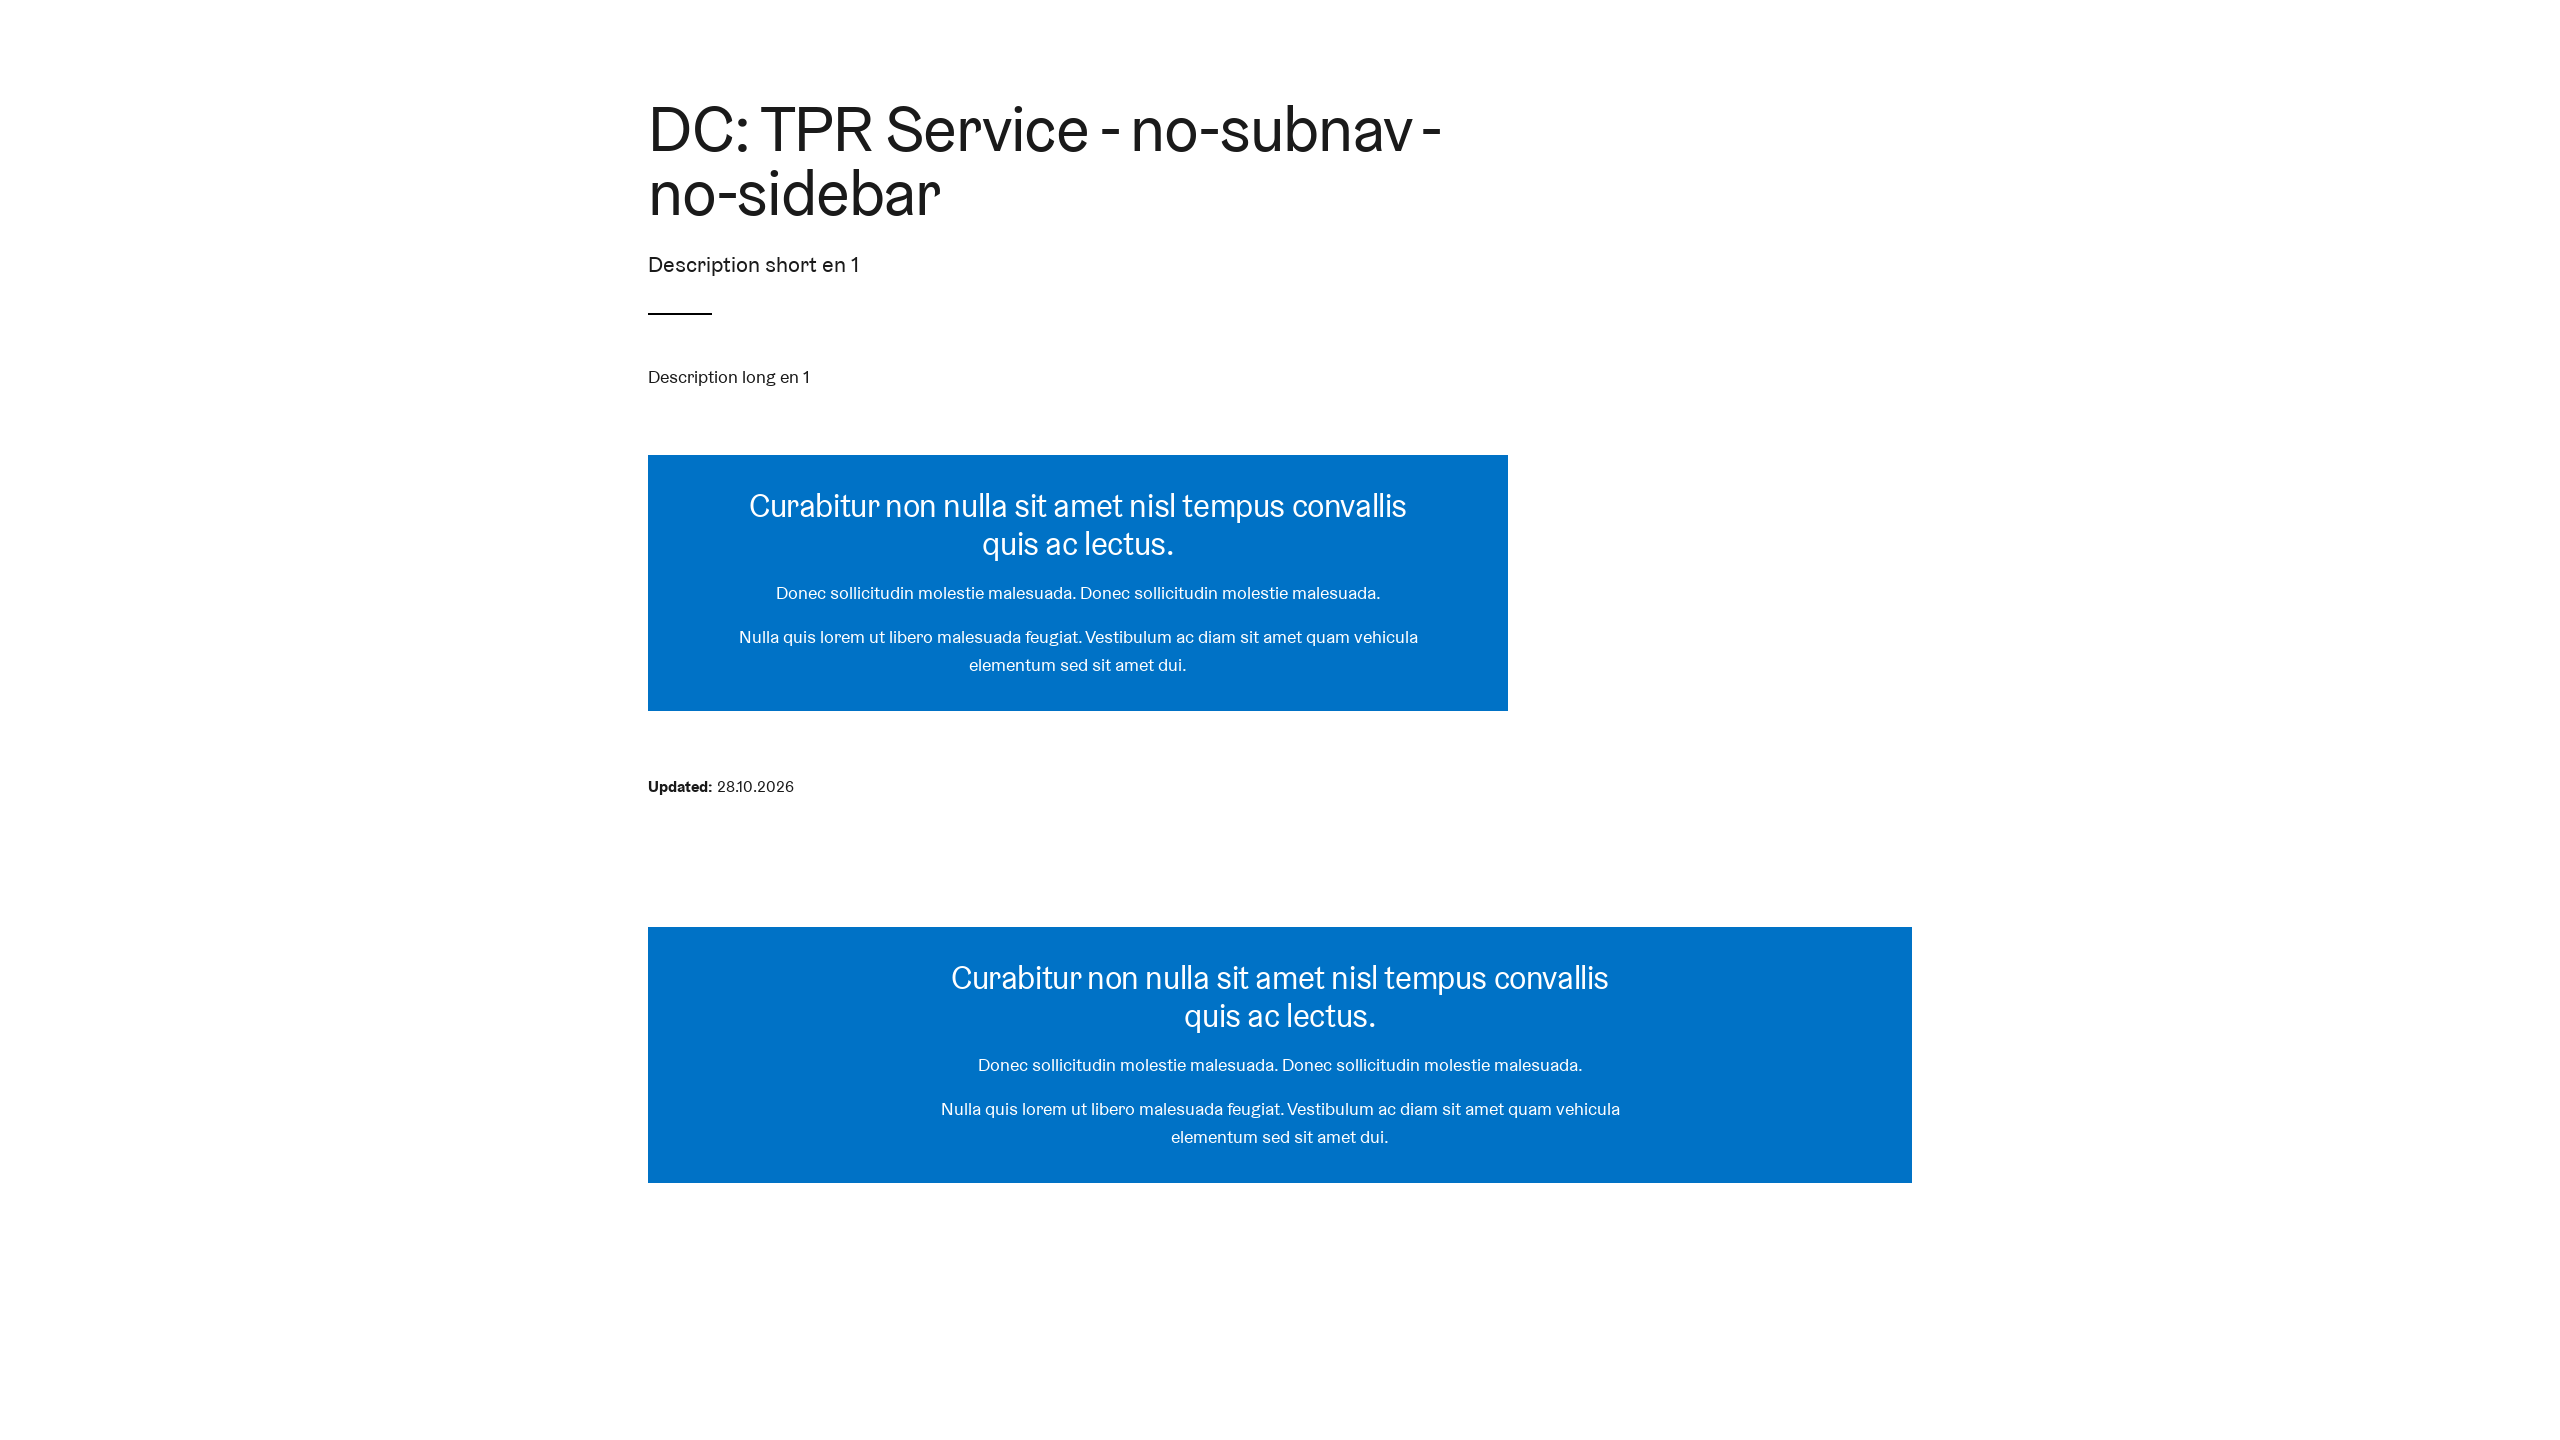 DC: TPR Service - no-subnav -
no-sidebar
Description short en 1
Description long en 1
Curabitur non nulla sit amet nisl tempus convallis
quis ac lectus.
Donec sollicitudin molestie malesuada. Donec sollicitudin molestie malesuada.
Nulla quis lorem ut libero malesuada feugiat. Vestibulum ac diam sit amet quam vehicula
elementum sed sit amet dui.
Updated: 28.10.2026
Curabitur non nulla sit amet nisl tempus convallis
quis ac lectus.
Donec sollicitudin molestie malesuada. Donec sollicitudin molestie malesuada.
Nulla quis lorem ut libero malesuada feugiat. Vestibulum ac diam sit amet quam vehicula
elementum sed sit amet dui.